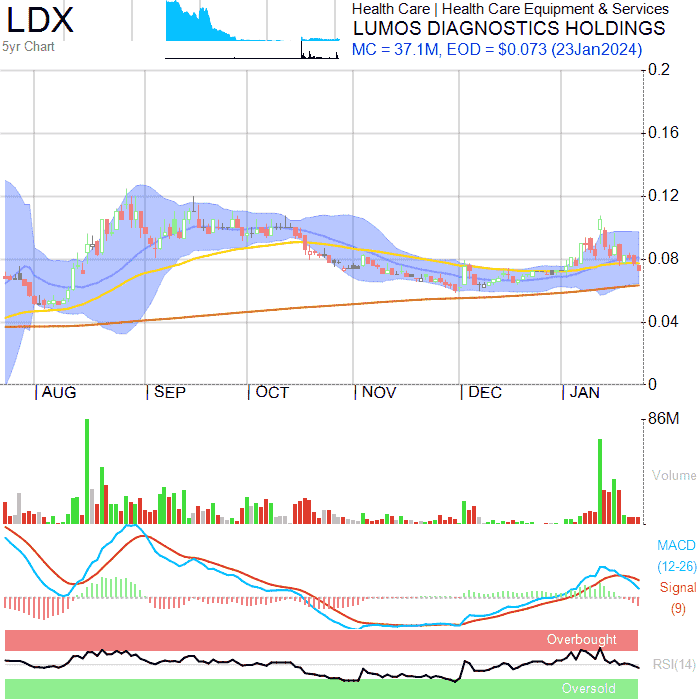 LDX
5yr Chart
Health Care | Health Care Equipment & Services
LUMOS DIAGNOSTICS HOLDINGS
MC = 37.1M, EOD = $0.073 (23Jan2024)
0.2
0.16
0.12
0.08
0.04
0
|AUG |SEP |OCT |NOV |DEC |JAN
86M
Volume
MACD
(12-26)
Signal
(9)
Overbought
RSI(14)
Oversold